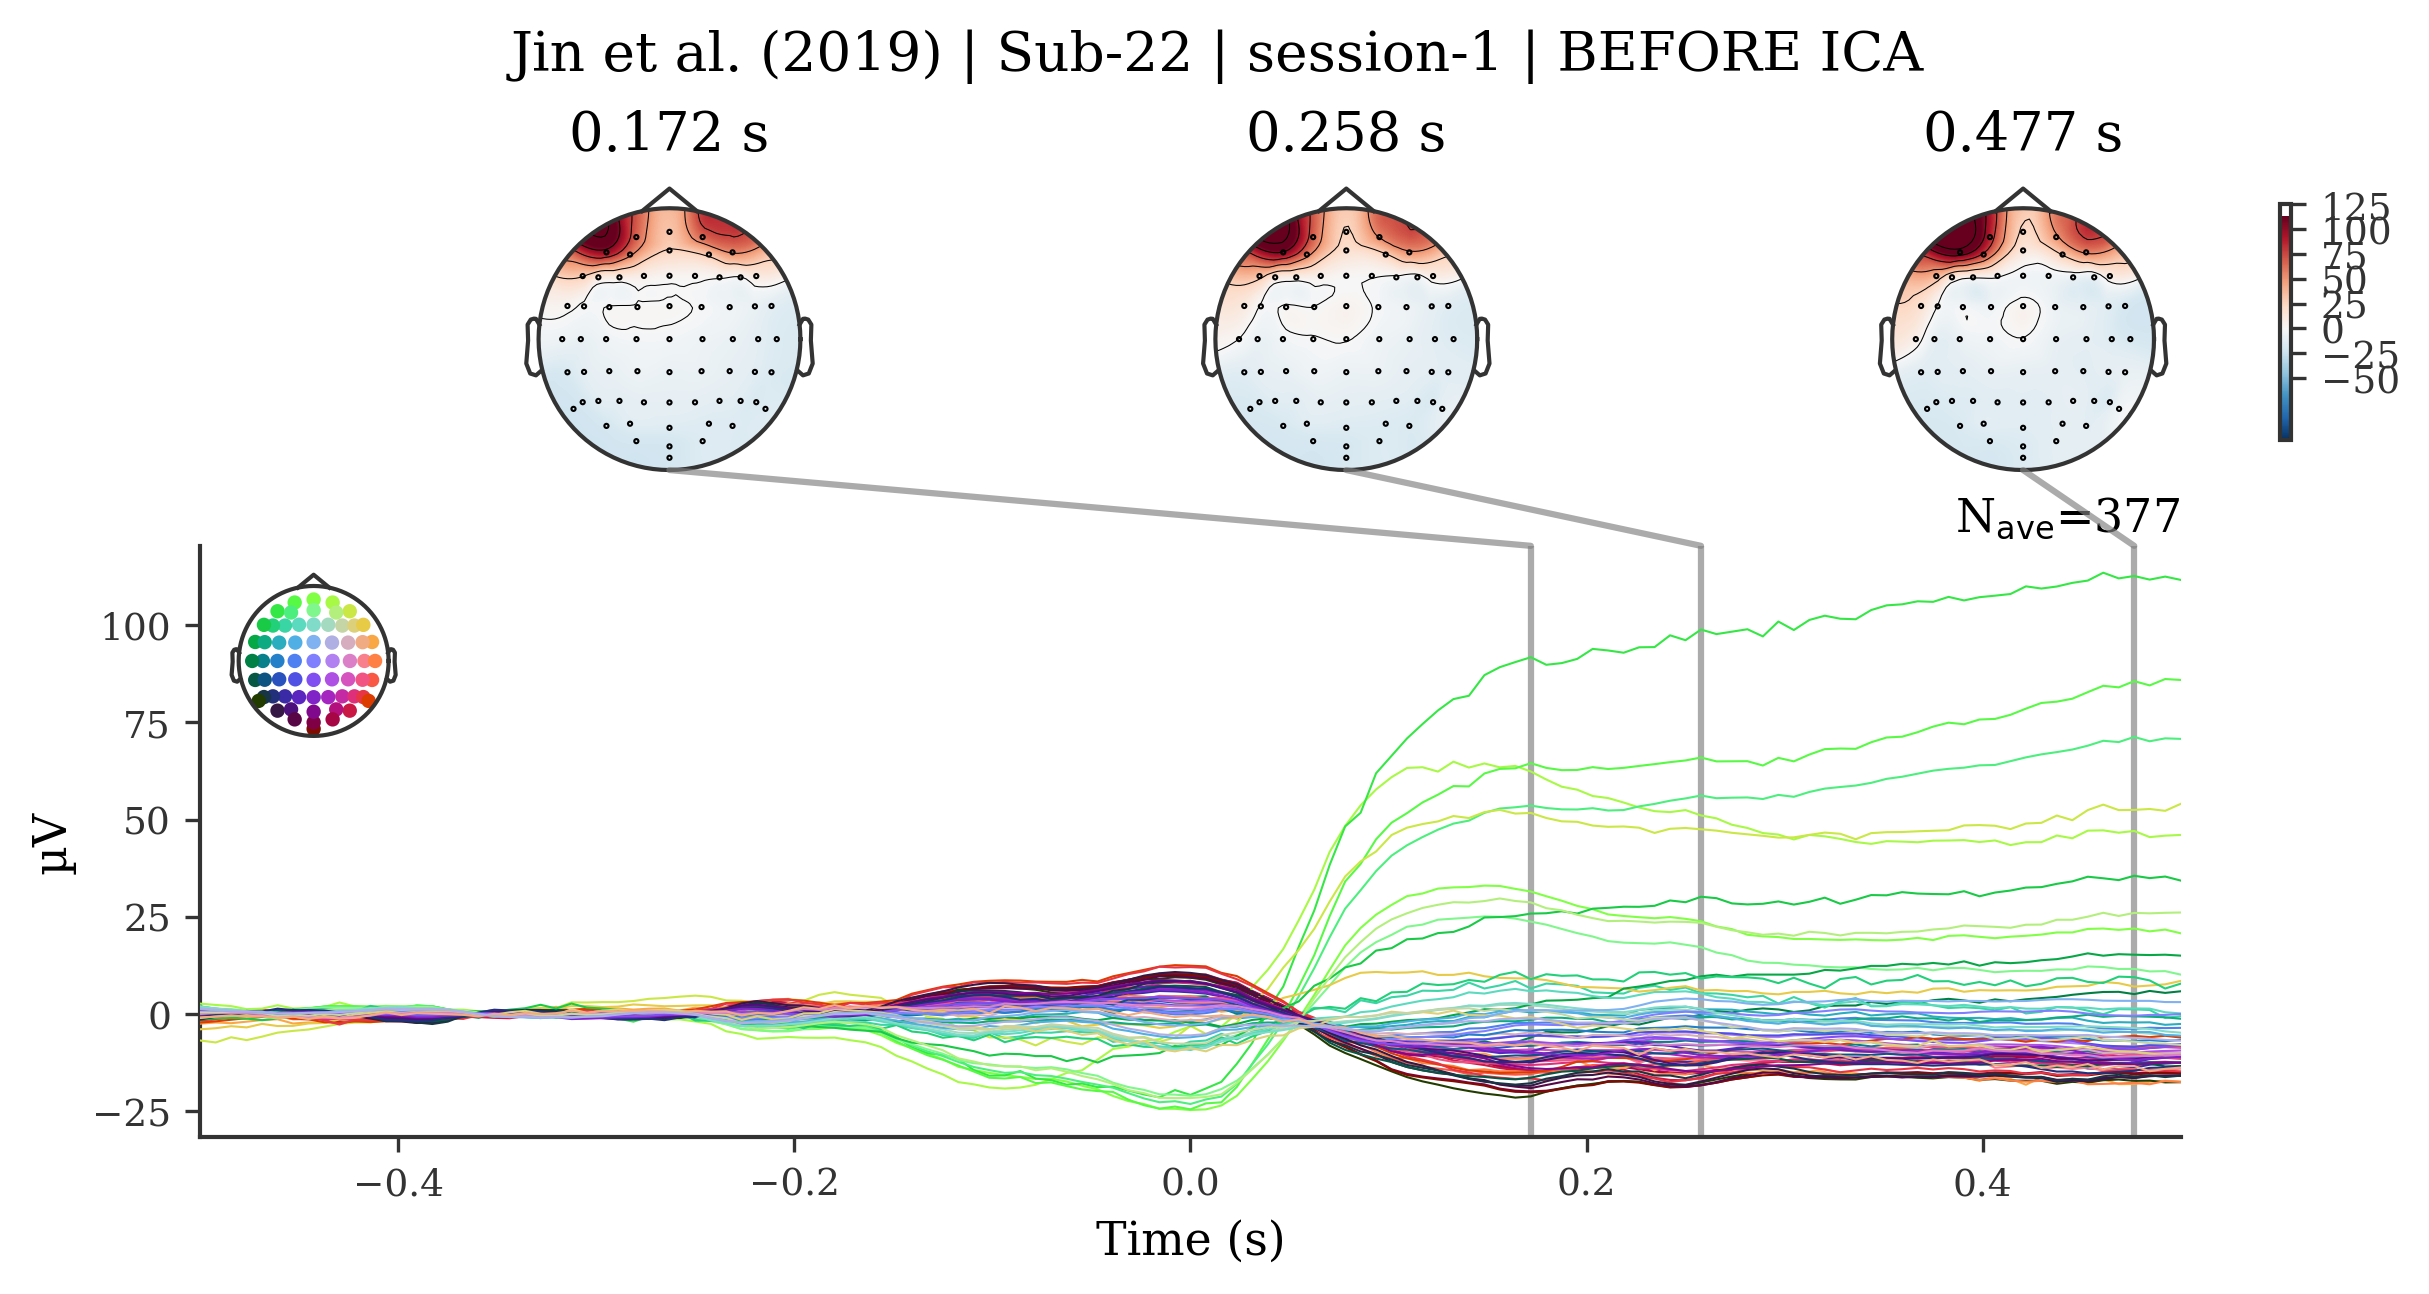 Jin et al. (2019) | Sub-22 | session-1 | BEFORE ICA
0.172 s
0.258 s
0.477 s
125
100
75
50
25
0
−25
−50
Nave=377
100
75
50
25
0
−25
µV
−0.4
−0.2
0.0
0.2
0.4
Time (s)